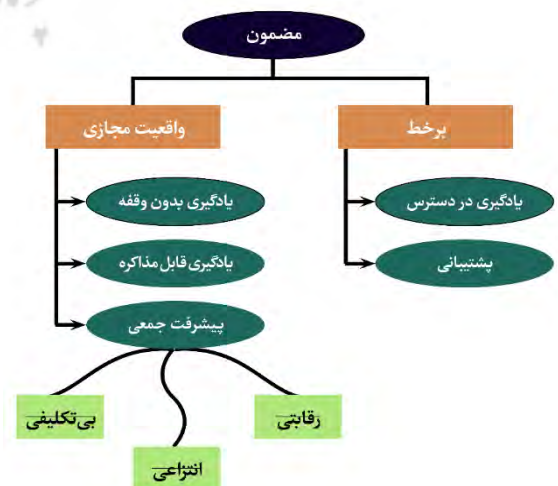 مضمون
برخط
واقعیت مجازی
یادگیری در دسترس
یادگیری بدون وقفه
پشتیبانی
یادگیری قابل مذاکره
پیشرفت جمعی
رقابتی
انتزاعی
بی‌تکلیفی